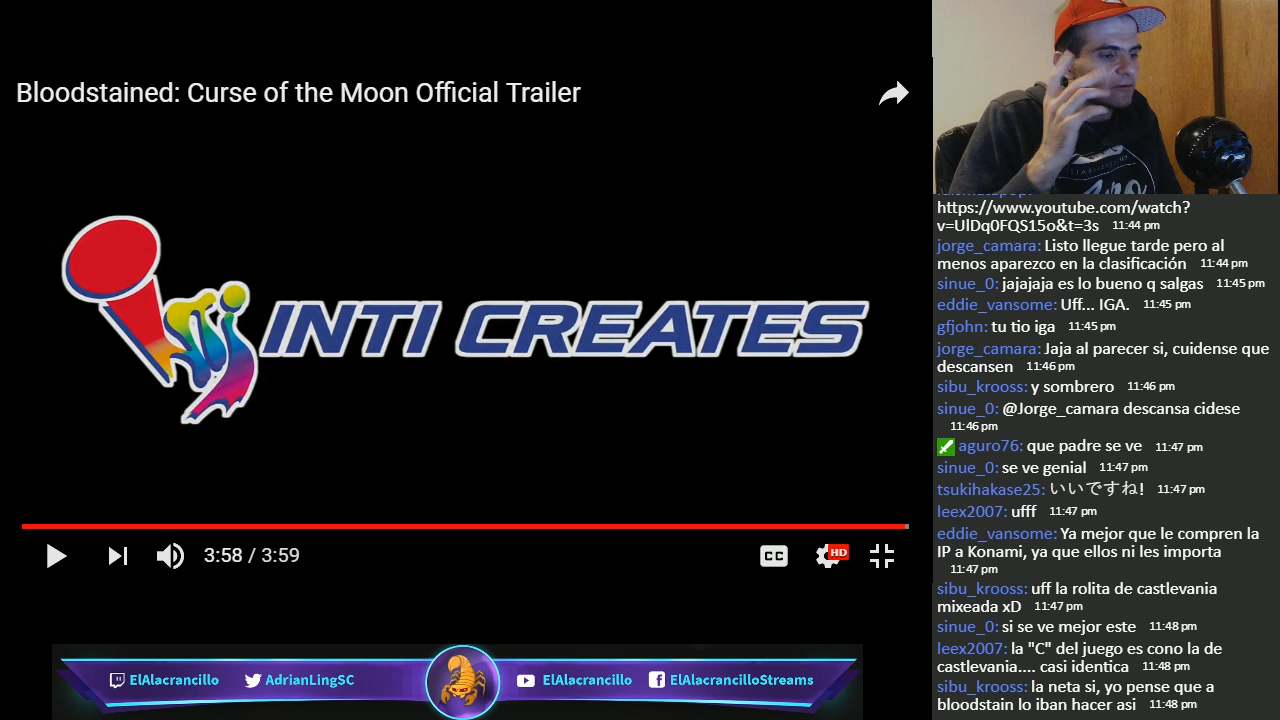 Bloodstained: Curse of the Moon Official Trailer
INTI CREATES
3:58 / 3:59
CC
HD
ElAlacrancillo
AdrianLingSC
ElAlacrancillo
ElAlacrancilloStreams
https://www.youtube.com/watch?
v=UlDq0FQS15o&t=3s 11:44 pm
jorge_camara: Listo llegue tarde pero al
menos aparezco en la clasificación 11:44 pm
sinue_0: jajajaja es lo bueno q salgas 11:45 pm
eddie_vansome: Uff... IGA. 11:45 pm
gfjohn: tu tio iga 11:45 pm
jorge_camara: Jaja al parecer si, cuidense que
descansen 11:46 pm
sibu_krooss: y sombrero 11:46 pm
sinue_0: @Jorge_camara descansa cidese
11:46 pm
aguro76: que padre se ve 11:47 pm
sinue_0: se ve genial 11:47 pm
tsukihakase25: いいですね! 11:47 pm
leex2007: ufff 11:47 pm
eddie_vansome: Ya mejor que le compren la
IP a Konami, ya que ellos ni les importa
11:47 pm
sibu_krooss: uff la rolita de castlevania
mixeada xD 11:47 pm
sinue_0: si se ve mejor este 11:48 pm
leex2007: la "C" del juego es cono la de
castlevania.... casi identica 11:48 pm
sibu_krooss: la neta si, yo pense que a
bloodstain lo iban hacer asi 11:48 pm